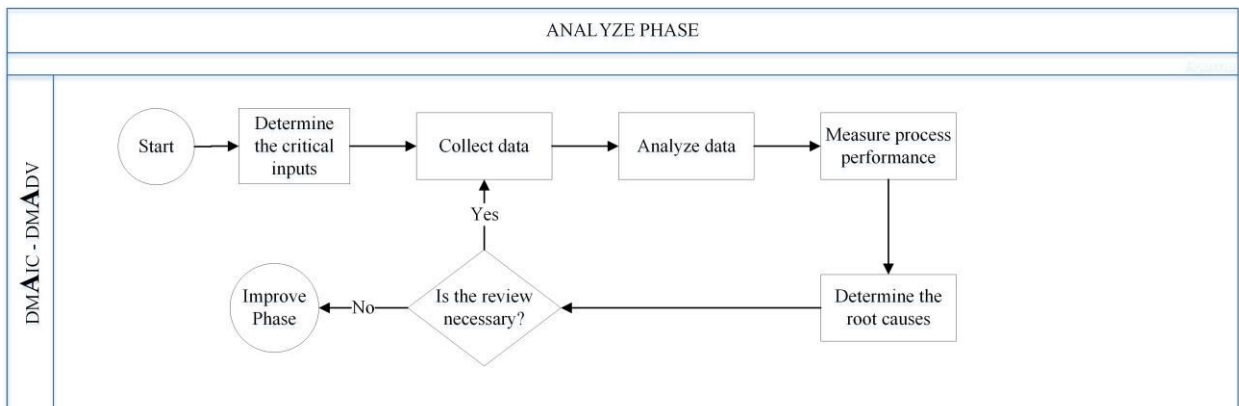 ANALYZE PHASE
DMAIC - DMADV
Start
Determine
the critical
inputs
Collect data
Analyze data
Measure process
performance
Yes
Improve
Phase
No
Is the review
necessary?
Determine the
root causes